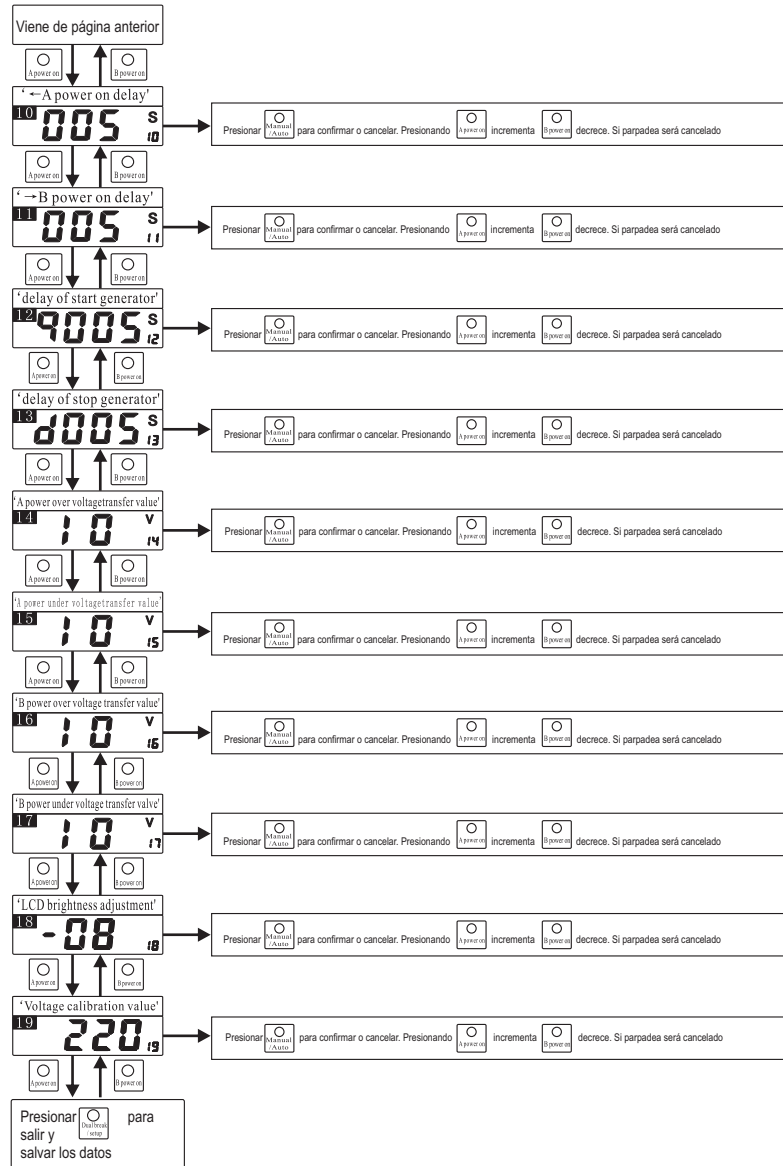 Viene de página anterior
A power on B power on
‘←A power on delay’
10 005 S 10
Presionar Manual /Auto para confirmar o cancelar. Presionando A power on incrementa B power on decrece. Si parpadea será cancelado
A power on B power on
‘→B power on delay’
11 005 S 11
Presionar Manual /Auto para confirmar o cancelar. Presionando A power on incrementa B power on decrece. Si parpadea será cancelado
A power on B power on
‘delay of start generator’
12 9005 S 12
Presionar Manual /Auto para confirmar o cancelar. Presionando A power on incrementa B power on decrece. Si parpadea será cancelado
A power on B power on
‘delay of stop generator’
13 d005 S 13
Presionar Manual /Auto para confirmar o cancelar. Presionando A power on incrementa B power on decrece. Si parpadea será cancelado
A power on B power on
‘A power over voltagetransfer value’
14 10 V 14
Presionar Manual /Auto para confirmar o cancelar. Presionando A power on incrementa B power on decrece. Si parpadea será cancelado
A power on B power on
‘A power under voltagetransfer value’
15 10 V 15
Presionar Manual /Auto para confirmar o cancelar. Presionando A power on incrementa B power on decrece. Si parpadea será cancelado
A power on B power on
‘B power over voltage transfer value’
16 10 V 16
Presionar Manual /Auto para confirmar o cancelar. Presionando A power on incrementa B power on decrece. Si parpadea será cancelado
A power on B power on
‘B power under voltage transfer valve’
17 10 V 17
Presionar Manual /Auto para confirmar o cancelar. Presionando A power on incrementa B power on decrece. Si parpadea será cancelado
A power on B power on
‘LCD brightness adjustment’
18 -08 18
Presionar Manual /Auto para confirmar o cancelar. Presionando A power on incrementa B power on decrece. Si parpadea será cancelado
A power on B power on
‘Voltage calibration value’
19 220 19
Presionar Manual /Auto para confirmar o cancelar. Presionando A power on incrementa B power on decrece. Si parpadea será cancelado
A power on B power on
Presionar Dual break / setup para
salir y
salvar los datos